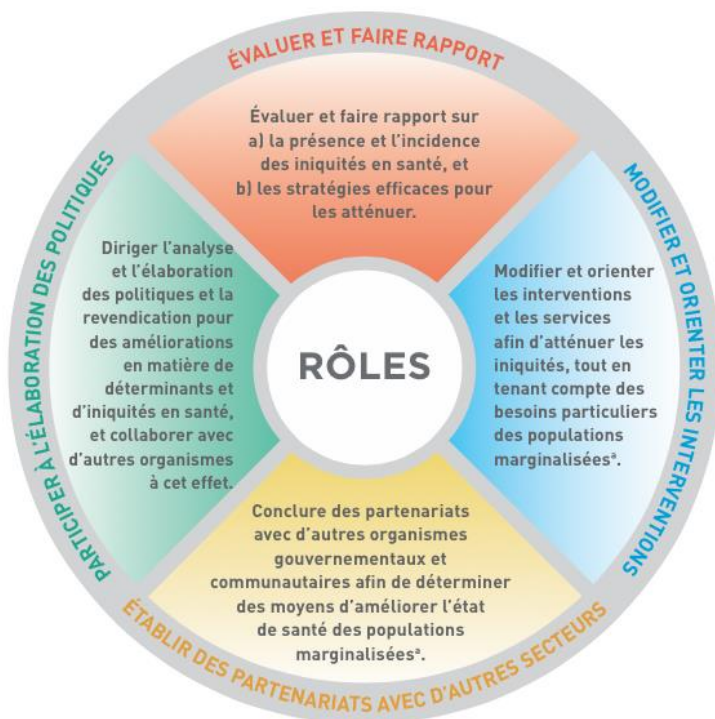 ÉVALUER ET FAIRE RAPPORT
Évaluer et faire rapport sur
a) la présence et l'incidence
des iniquités en santé, et
b) les stratégies efficaces pour
les atténuer.
MODIFIER ET ORIENTER LES INTERVENTIONS
Modifier et orienter
les interventions
et les services
afin d'atténuer les
iniquités, tout en
tenant compte des
besoins particuliers
des populations
marginaliséesª.
ÉTABLIR DES PARTENARIATS AVEC D'AUTRES SECTEURS
Conclure des partenariats
avec d'autres organismes
gouvernementaux et
communautaires afin de déterminer
des moyens d'améliorer l'état
de santé des populations
marginaliséesª.
PARTICIPER À L'ÉLABORATION DES POLITIQUES
Diriger l'analyse
et l'élaboration
des politiques et la
revendication pour
des améliorations
en matière de
déterminants et
d'iniquités en santé,
et collaborer avec
d'autres organismes
à cet effet.
RÔLES